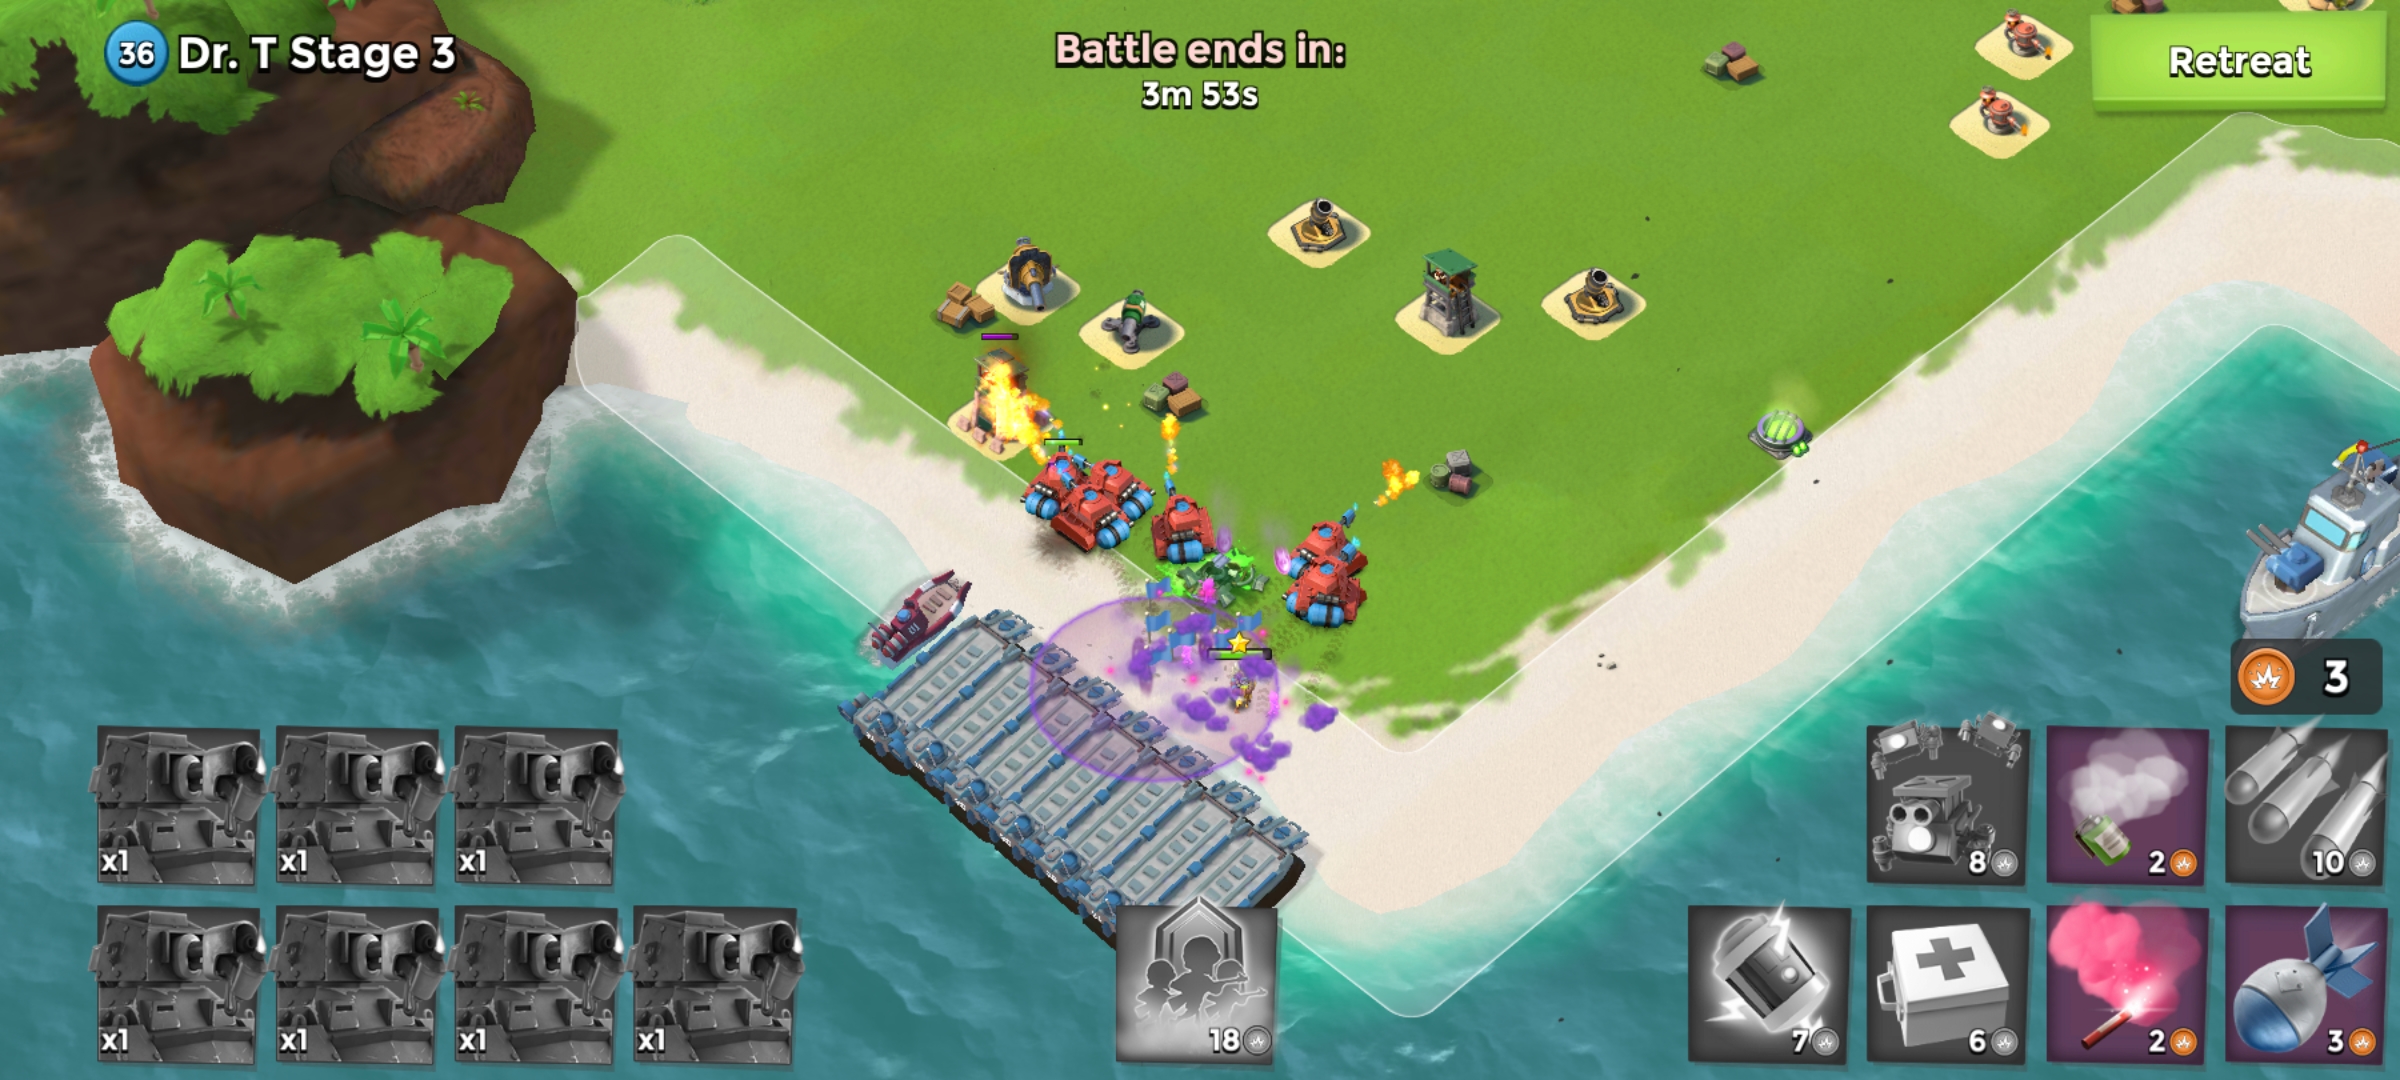 36 Dr. T Stage 3
Battle ends in:
3m 53s
Retreat
3
x1 x1 x1
8 2 10
x1 x1 x1 x1
18
7 6 2 3